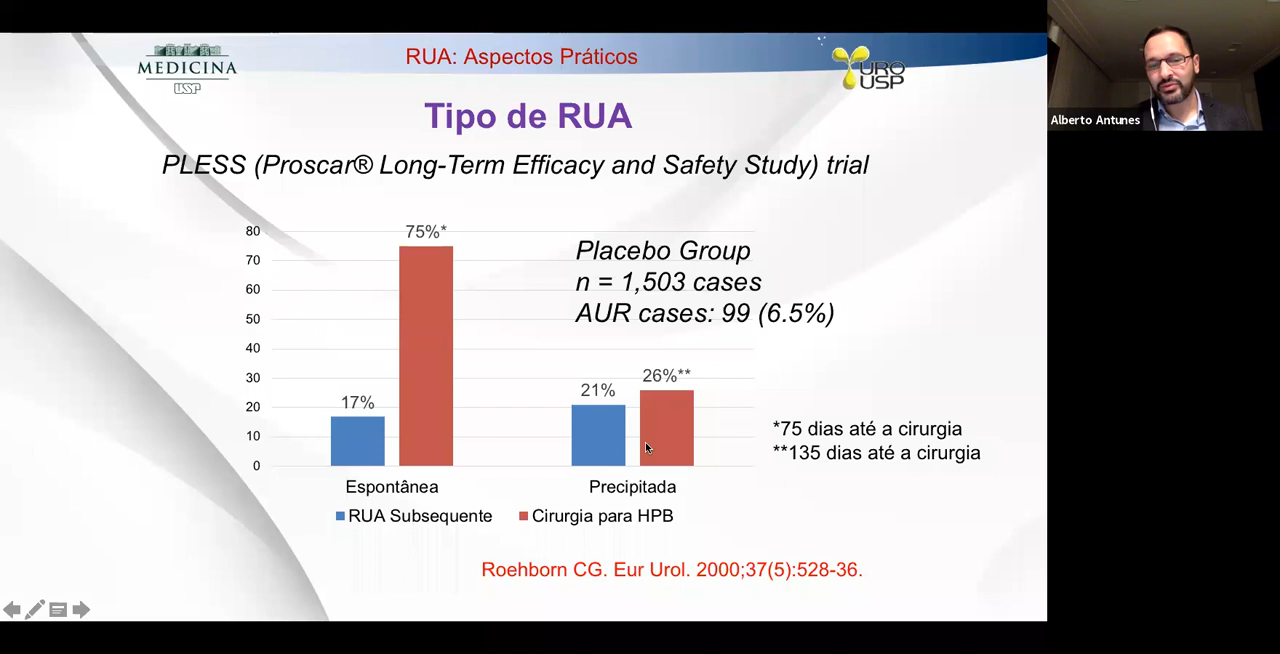 MEDICINA
USP
RUA: Aspectos Práticos
URO
USP
Alberto Antunes
Tipo de RUA
PLESS (Proscar® Long-Term Efficacy and Safety Study) trial
80
70
60
50
40
30
20
10
0
17%
75%*
21%
26%**
Placebo Group
n = 1,503 cases
AUR cases: 99 (6.5%)
*75 dias até a cirurgia
**135 dias até a cirurgia
Espontânea
Precipitada
RUA Subsequente
Cirurgia para HPB
Roehborn CG. Eur Urol. 2000;37(5):528-36.